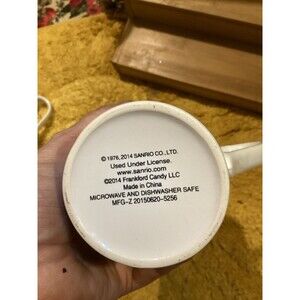 © 1976, 2014 SANRIO CO., LTD.
Used Under License.
www.sanrio.com
©2014 Frankford Candy LLC
Made in China
MICROWAVE AND DISHWASHER SAFE
MFG-Z 20150620-5256